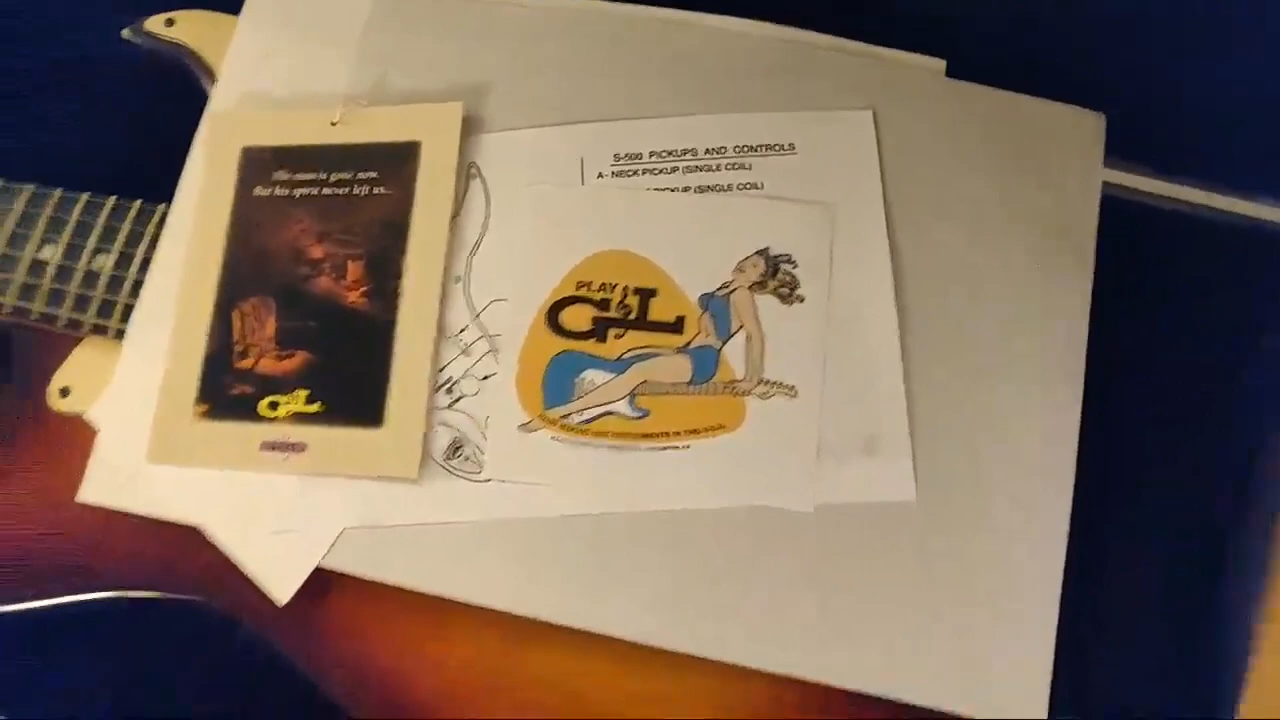 The man is gone now.
But his spirit never left us...
G&L
S-500 PICKUPS AND CONTROLS
A- NECK PICKUP (SINGLE COIL)
PICKUP (SINGLE COIL)
PLAY
G&L